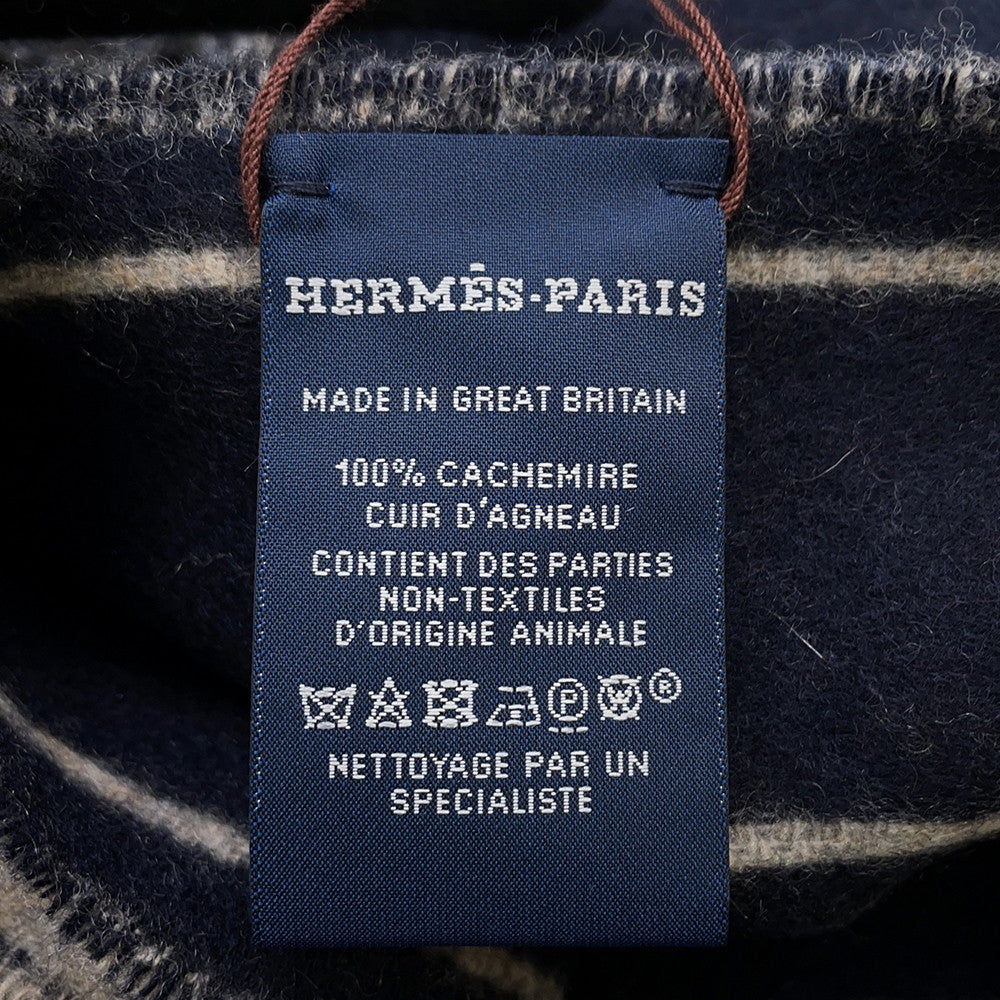 HERMÈS-PARIS
MADE IN GREAT BRITAIN
100% CACHEMIRE
CUIR D'AGNEAU
CONTIENT DES PARTIES
NON-TEXTILES
D'ORIGINE ANIMALE
P W ®
NETTOYAGE PAR UN
SPECIALISTE